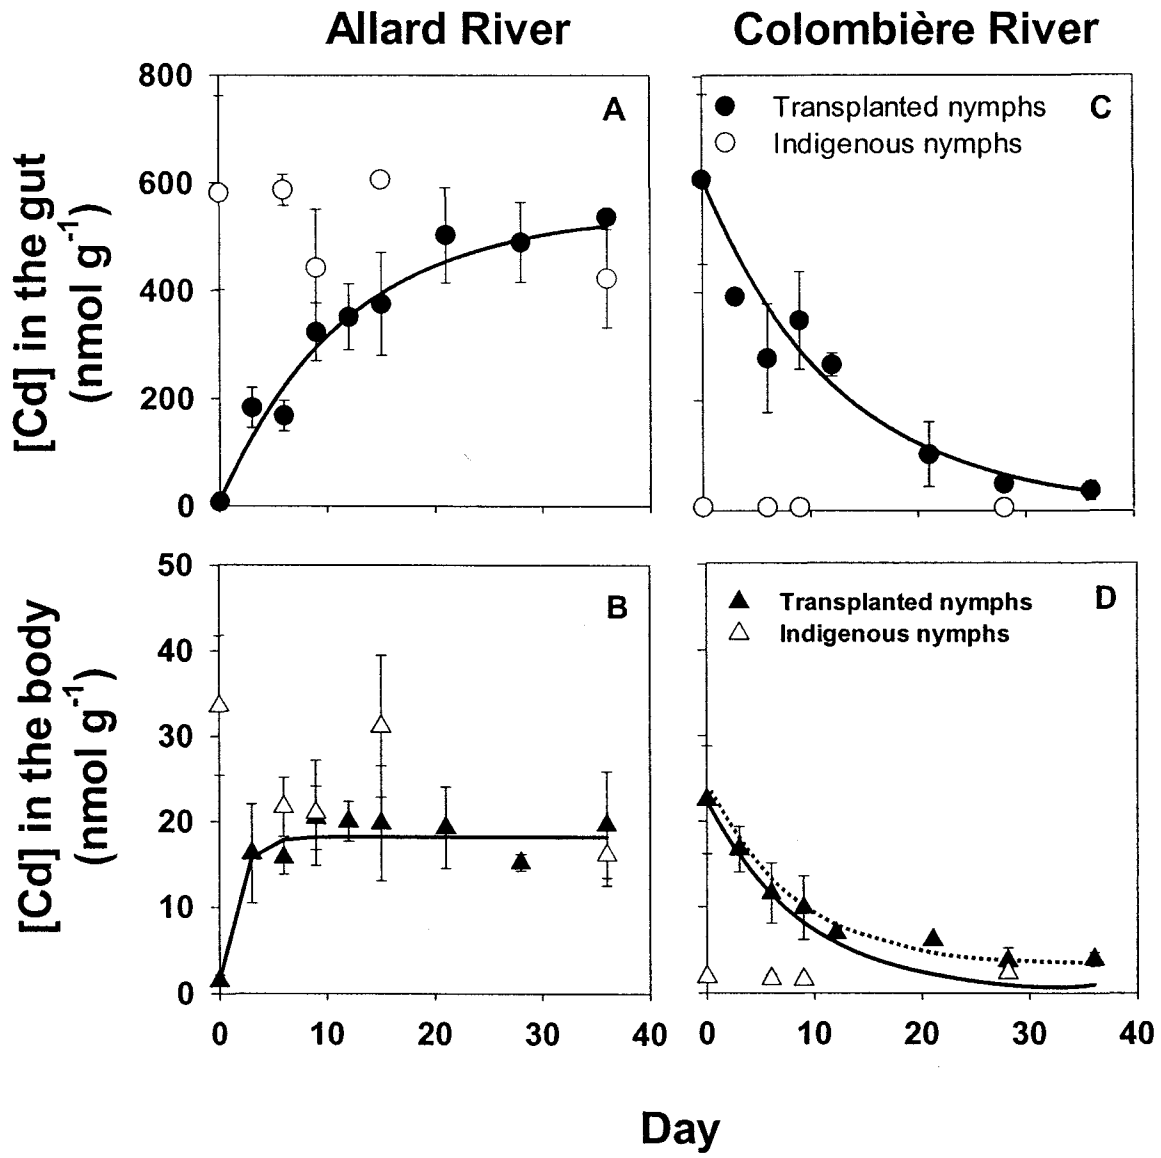 Allard River
Colombière River
800
600
400
200
0
[Cd] in the gut
(nmol g⁻¹)
A
C
Transplanted nymphs
Indigenous nymphs
50
40
30
20
10
0
[Cd] in the body
(nmol g⁻¹)
B
D
Transplanted nymphs
Indigenous nymphs
0 10 20 30 40
0 10 20 30 40
Day